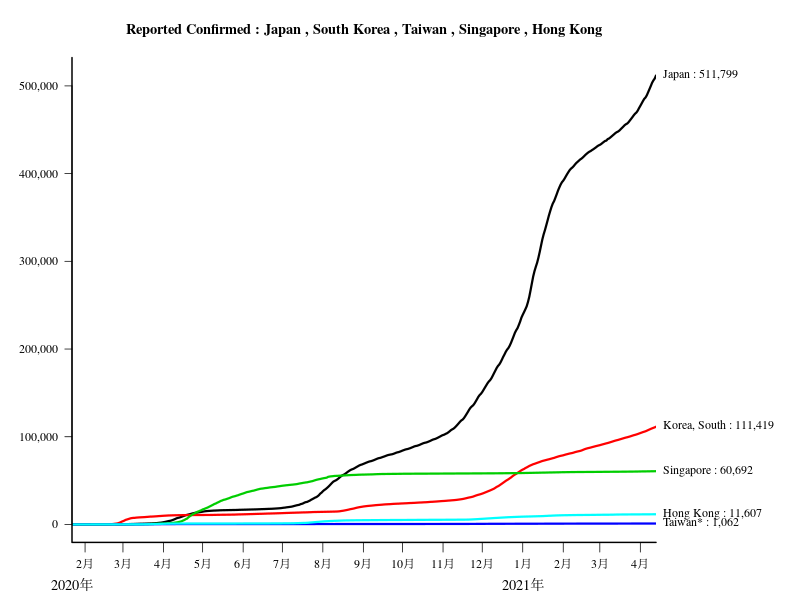 Reported Confirmed : Japan , South Korea , Taiwan , Singapore , Hong Kong
500,000
400,000
300,000
200,000
100,000
0
Japan : 511,799
Korea, South : 111,419
Singapore : 60,692
Hong Kong : 11,607
Taiwan* : 1,062
2月 3月 4月 5月 6月 7月 8月 9月 10月 11月 12月 1月 2月 3月 4月
2020年 2021年